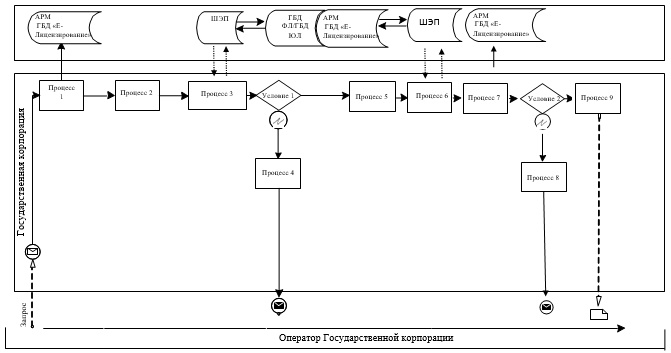 АРМ
ГБД «Е-
Лицензирование»
ШЭП
ГБД
ФЛ/ГБД
ЮЛ
АРМ
ГБД «Е-
Лицензирование»
ШЭП
АРМ
ГБД «Е-
Лицензирование»
Государственная корпорация
Процесс
1
Процесс 2
Процесс 3
Условие 1
Процесс 5
Процесс 6
Процесс 7
Условие 2
Процесс 9
Процесс 4
Процесс 8
Запрос
Оператор Государственной корпорации